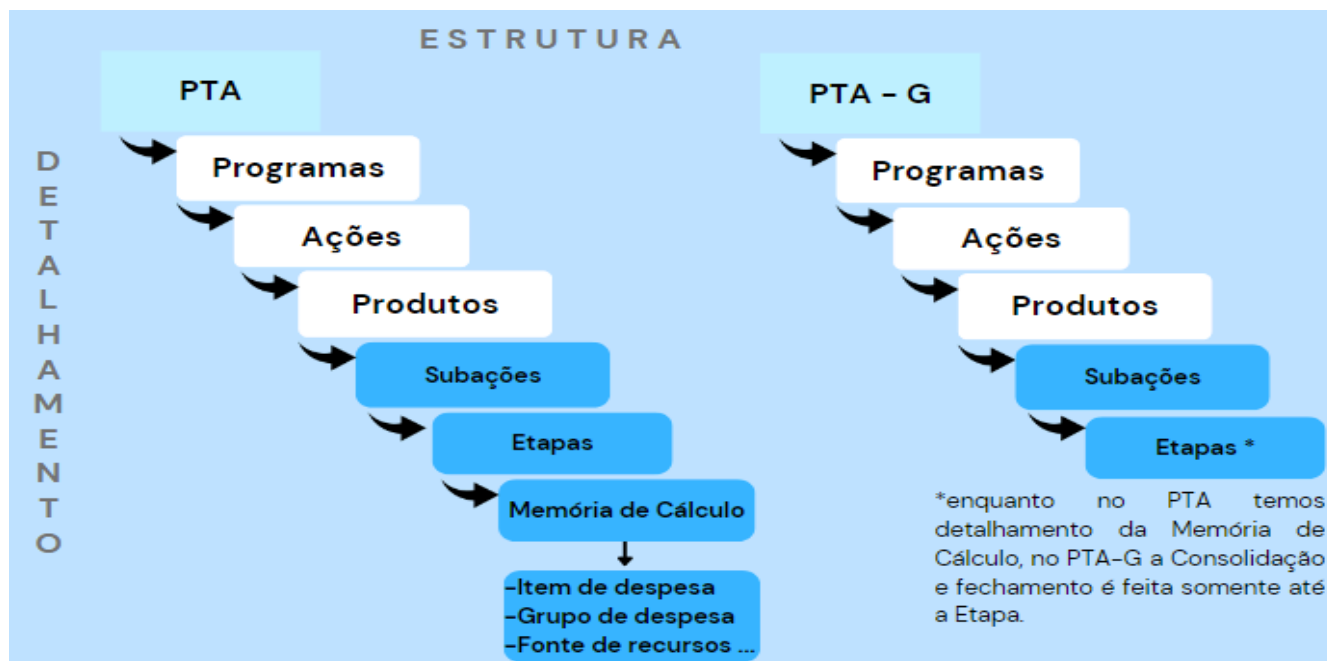 ESTRUTURA
DETALHAMENTO
PTA
Programas
Ações
Produtos
Subações
Etapas
Memória de Cálculo
-Item de despesa
-Grupo de despesa
-Fonte de recursos ...
PTA - G
Programas
Ações
Produtos
Subações
Etapas *
*enquanto no PTA temos
detalhamento da Memória de
Cálculo, no PTA-G a Consolidação
e fechamento é feita somente até
a Etapa.